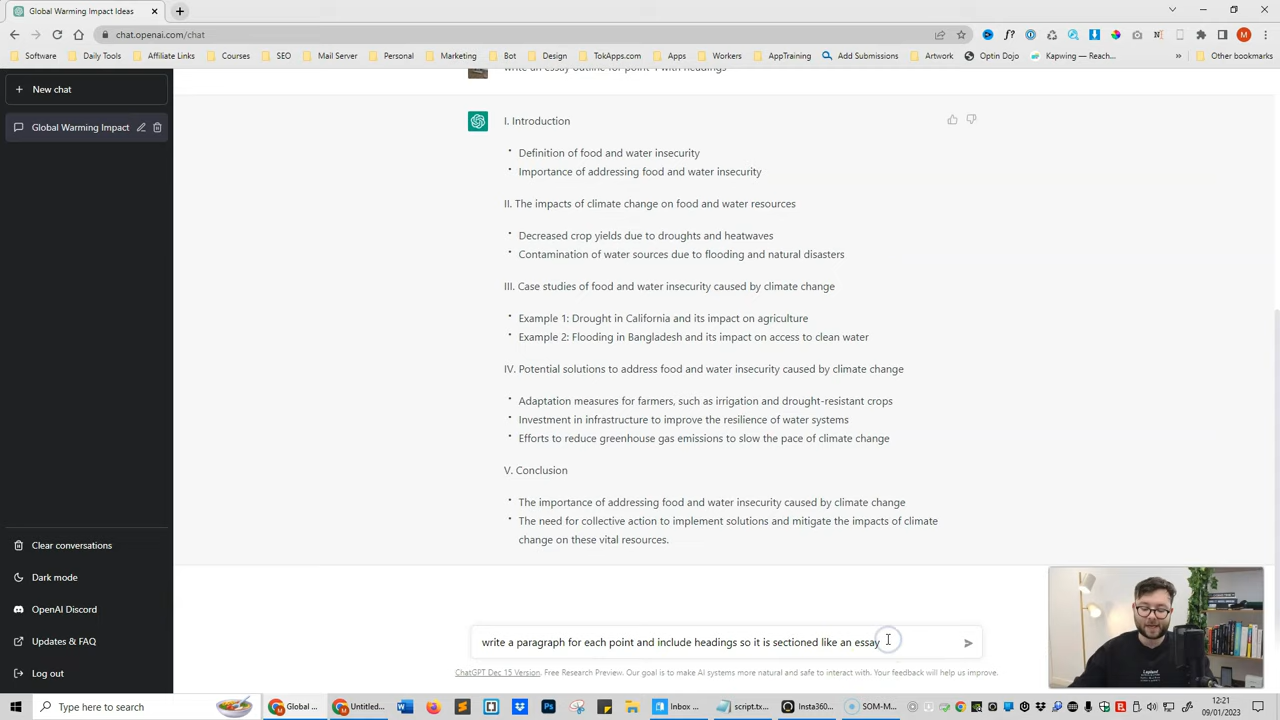 Global Warming Impact Ideas
chat.openai.com/chat
Software Daily Tools Affiliate Links Courses SEO Mail Server Personal Marketing Bot TokApps.com Apps Numbers AppTraining Add Submissions Artwork Optin Dojo Kapwing — Reach... Other bookmarks
New chat
Global Warming Impact
I. Introduction
Definition of food and water insecurity
Importance of addressing food and water insecurity
II. The impacts of climate change on food and water resources
Decreased crop yields due to droughts and heatwaves
Contamination of water sources due to flooding and natural disasters
III. Case studies of food and water insecurity caused by climate change
Example 1: Drought in California and its impact on agriculture
Example 2: Flooding in Bangladesh and its impact on access to clean water
IV. Potential solutions to address food and water insecurity caused by climate change
Adaptation measures for farmers, such as irrigation and drought-resistant crops
Investment in infrastructure to improve the resilience of water systems
Efforts to reduce greenhouse gas emissions to slow the pace of climate change
V. Conclusion
The importance of addressing food and water insecurity caused by climate change
The need for collective action to implement solutions and mitigate the impacts of climate
change on these vital resources.
Clear conversations
Dark mode
OpenAI Discord
Updates & FAQ
Log out
write a paragraph for each point and include headings so it is sectioned like an essay
ChatGPT Dec 15 Version. Free Research Preview. Our goal is to make AI systems more natural and safe to interact with. Your feedback will help us improve.
Type here to search
Global ... Untitled... Inbox ... script.tx... Insta360... SOM-M...
12:21
09/01/2023